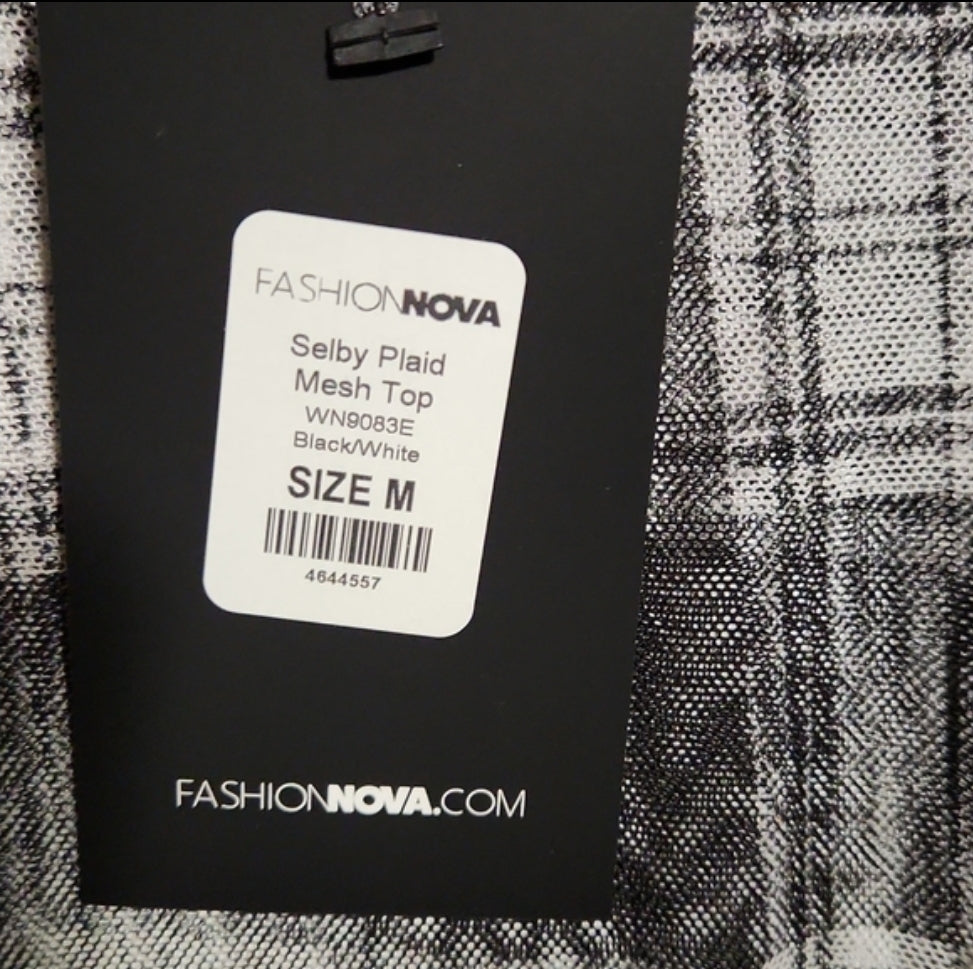 FASHIONNOVA
Selby Plaid
Mesh Top
WN9083E
Black/White
SIZE M
4644557
FASHIONNOVA.COM